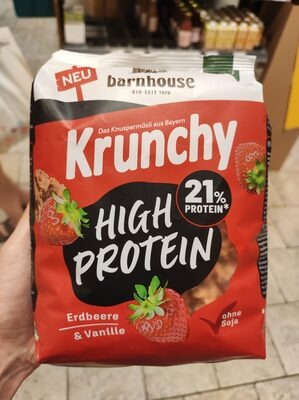 NEU
barnhouse
BIO SEIT 1979
Das Knuspermüsli aus Bayern
Krunchy
21%
PROTEIN*
HIGH
PROTEIN
Erdbeere
& Vanille
ohne
Soja